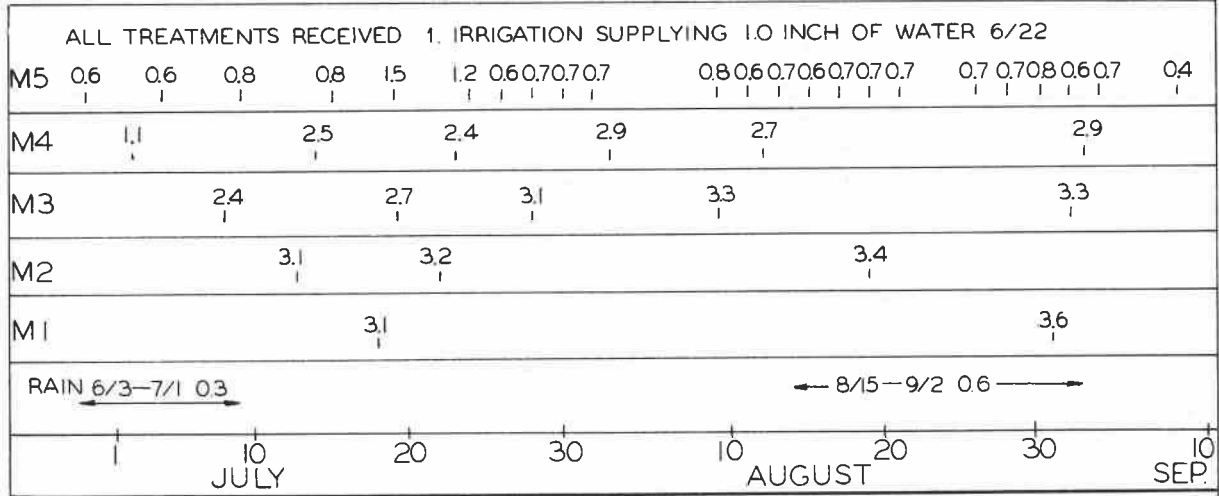 ALL TREATMENTS RECEIVED 1. IRRIGATION SUPPLYING 1.0 INCH OF WATER 6/22
M5 0.6 0.6 0.8 0.8 1.5 1.2 0.6 0.7 0.7 0.7 0.8 0.6 0.7 0.6 0.7 0.7 0.7 0.7 0.7 0.8 0.6 0.7 0.4
M4 1.1 2.5 2.4 2.9 2.7 2.9
M3 2.4 2.7 3.1 3.3 3.3
M2 3.1 3.2 3.4
M1 3.1 3.6
RAIN 6/3—7/1 0.3 8/15—9/2 0.6
1 10 20 30 10 20 30 10
JULY AUGUST SEP.